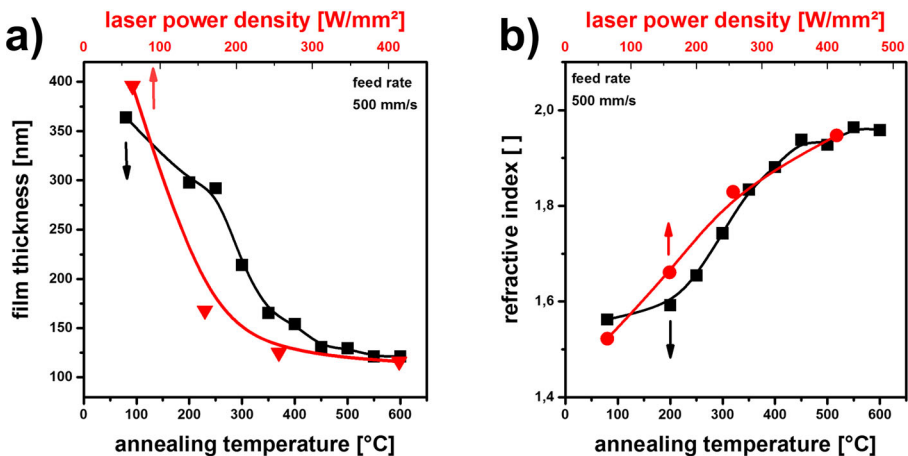 a)
laser power density [W/mm²]
0 100 200 300 400
film thickness [nm]
400
350
300
250
200
150
100
feed rate
500 mm/s
0 100 200 300 400 500 600
annealing temperature [°C]
b)
laser power density [W/mm²]
0 100 200 300 400 500
refractive index [ ]
2,0
1,8
1,6
1,4
feed rate
500 mm/s
0 100 200 300 400 500 600
annealing temperature [°C]